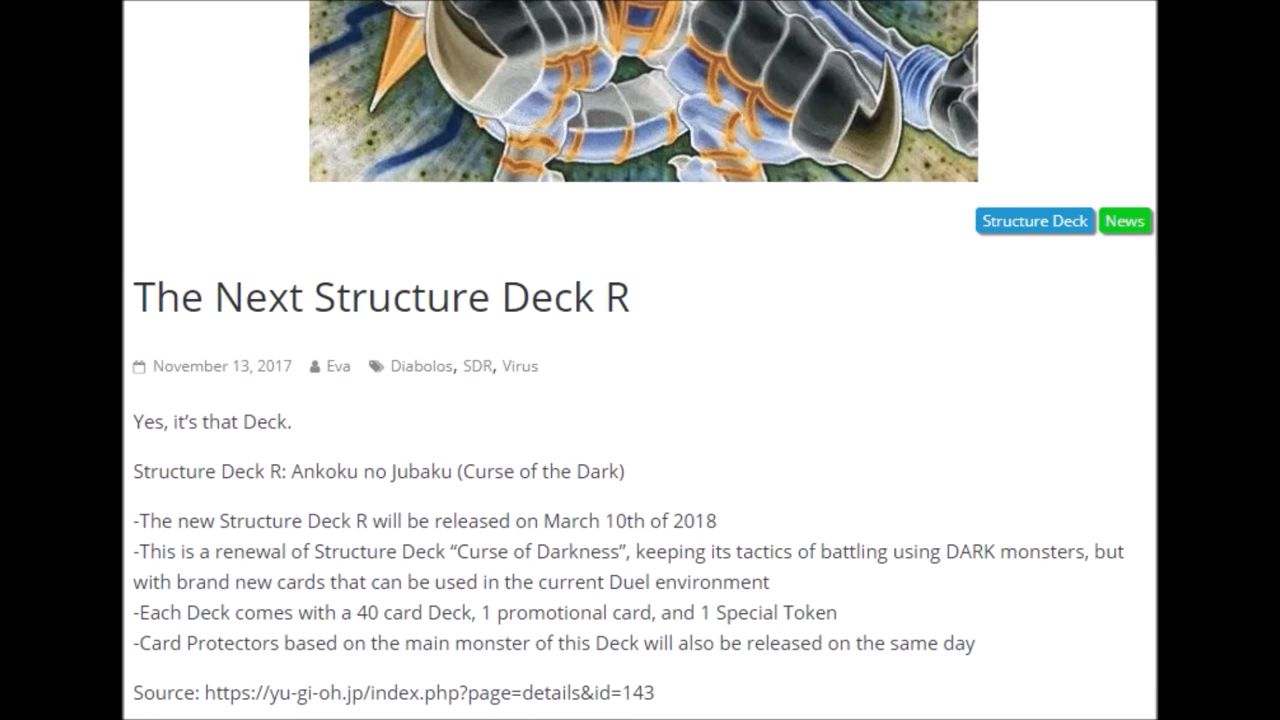 Structure Deck News
The Next Structure Deck R
November 13, 2017 Eva Diabolos, SDR, Virus
Yes, it’s that Deck.
Structure Deck R: Ankoku no Jubaku (Curse of the Dark)
-The new Structure Deck R will be released on March 10th of 2018
-This is a renewal of Structure Deck “Curse of Darkness”, keeping its tactics of battling using DARK monsters, but
with brand new cards that can be used in the current Duel environment
-Each Deck comes with a 40 card Deck, 1 promotional card, and 1 Special Token
-Card Protectors based on the main monster of this Deck will also be released on the same day
Source: https://yu-gi-oh.jp/index.php?page=details&id=143